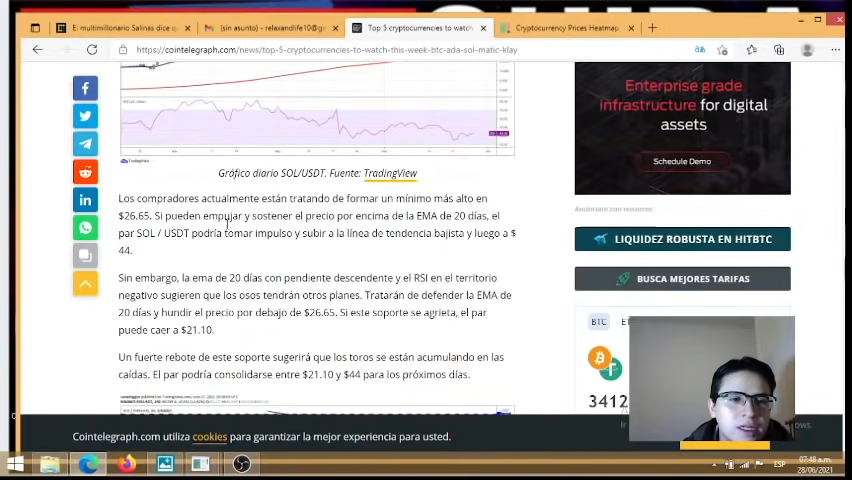 El multimillonario Salinas dice q
(sin asunto) - relaxandlife10@gr
Top 5 cryptocurrencies to watch
Cryptocurrency Prices Heatmap
https://cointelegraph.com/news/top-5-cryptocurrencies-to-watch-this-week-btc-ada-sol-matic-klay
TradingView
Gráfico diario SOL/USDT. Fuente: TradingView
Los compradores actualmente están tratando de formar un mínimo más alto en
$26.65. Si pueden empujar y sostener el precio por encima de la EMA de 20 días, el
par SOL / USDT podría tomar impulso y subir a la línea de tendencia bajista y luego a $
44.
Sin embargo, la ema de 20 días con pendiente descendente y el RSI en el territorio
negativo sugieren que los osos tendrán otros planes. Tratarán de defender la EMA de
20 días y hundir el precio por debajo de $26.65. Si este soporte se agrieta, el par
puede caer a $21.10.
Un fuerte rebote de este soporte sugerirá que los toros se están acumulando en las
caídas. El par podría consolidarse entre $21.10 y $44 para los próximos días.
Enterprise grade
infrastructure for digital
assets
Schedule Demo
Anúnciate con nosotros
LIQUIDEZ ROBUSTA EN HITBTC
BUSCA MEJORES TARIFAS
BTC
3412
Cointelegraph.com utiliza cookies para garantizar la mejor experiencia para usted.
ESP
07:48 a.m.
28/06/2021